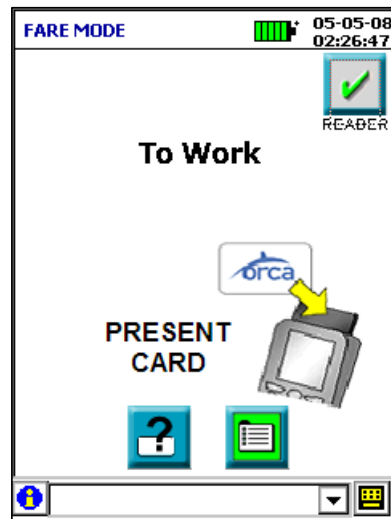 FARE MODE
05-05-08
02:26:47
READER
To Work
orca
PRESENT
CARD
?
i